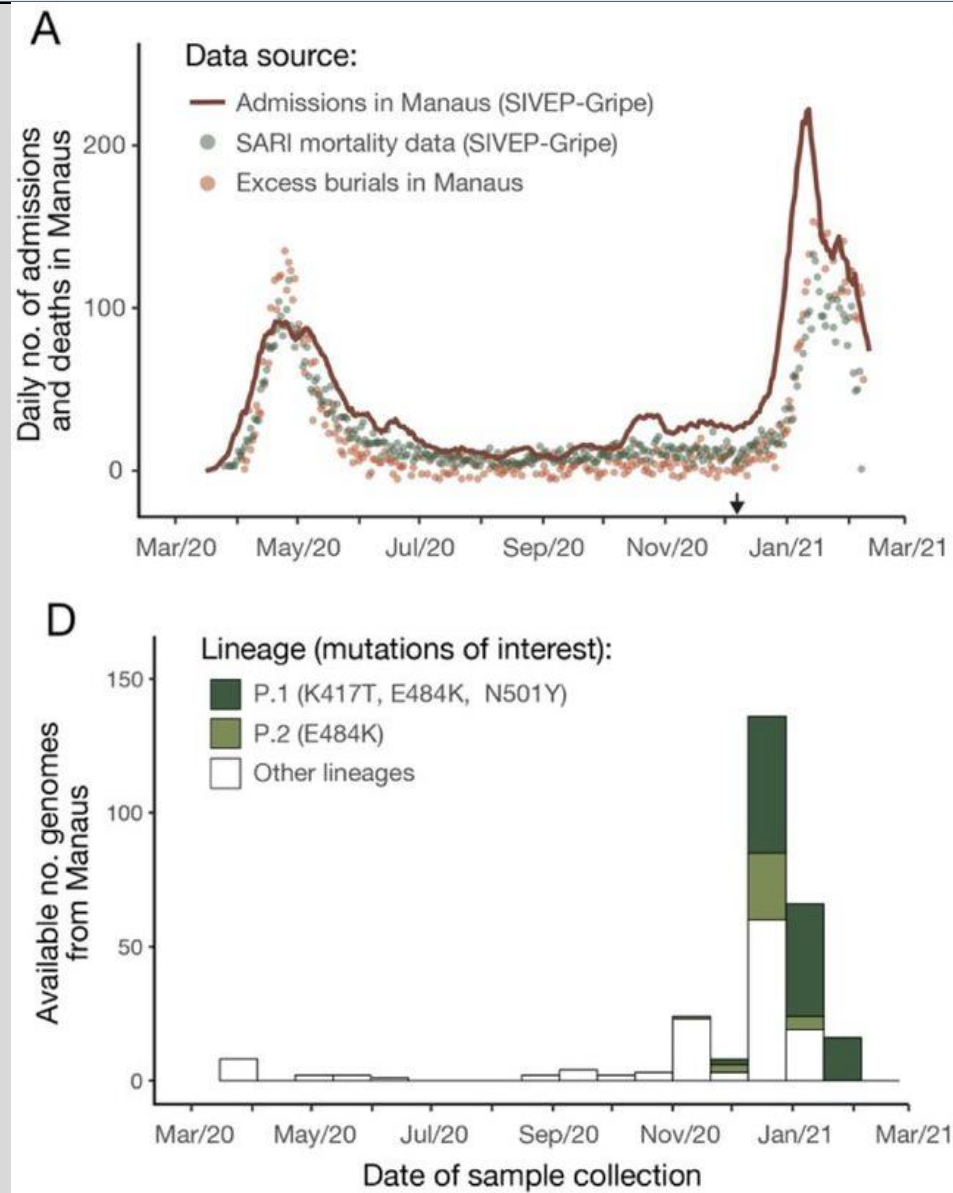 A
Data source:
Admissions in Manaus (SIVEP-Gripe)
SARI mortality data (SIVEP-Gripe)
Excess burials in Manaus
Daily no. of admissions
and deaths in Manaus
200
100
0
Mar/20 May/20 Jul/20 Sep/20 Nov/20 Jan/21 Mar/21
D
Lineage (mutations of interest):
P.1 (K417T, E484K, N501Y)
P.2 (E484K)
Other lineages
Available no. genomes
from Manaus
150
100
50
0
Mar/20 May/20 Jul/20 Sep/20 Nov/20 Jan/21 Mar/21
Date of sample collection